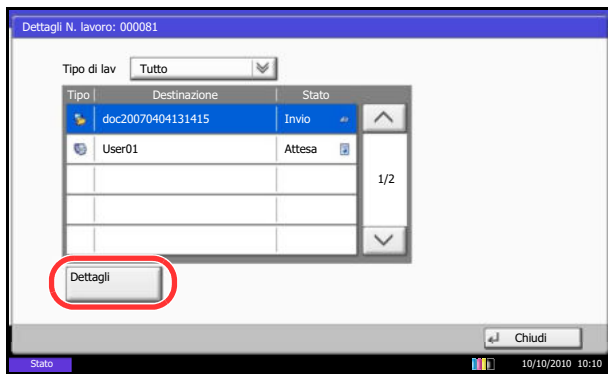 Dettagli N. lavoro: 000081
Tipo di lav Tutto
Tipo Destinazione Stato
doc20070404131415 Invio
User01 Attesa
1/2
Dettagli
Chiudi
Stato 10/10/2010 10:10